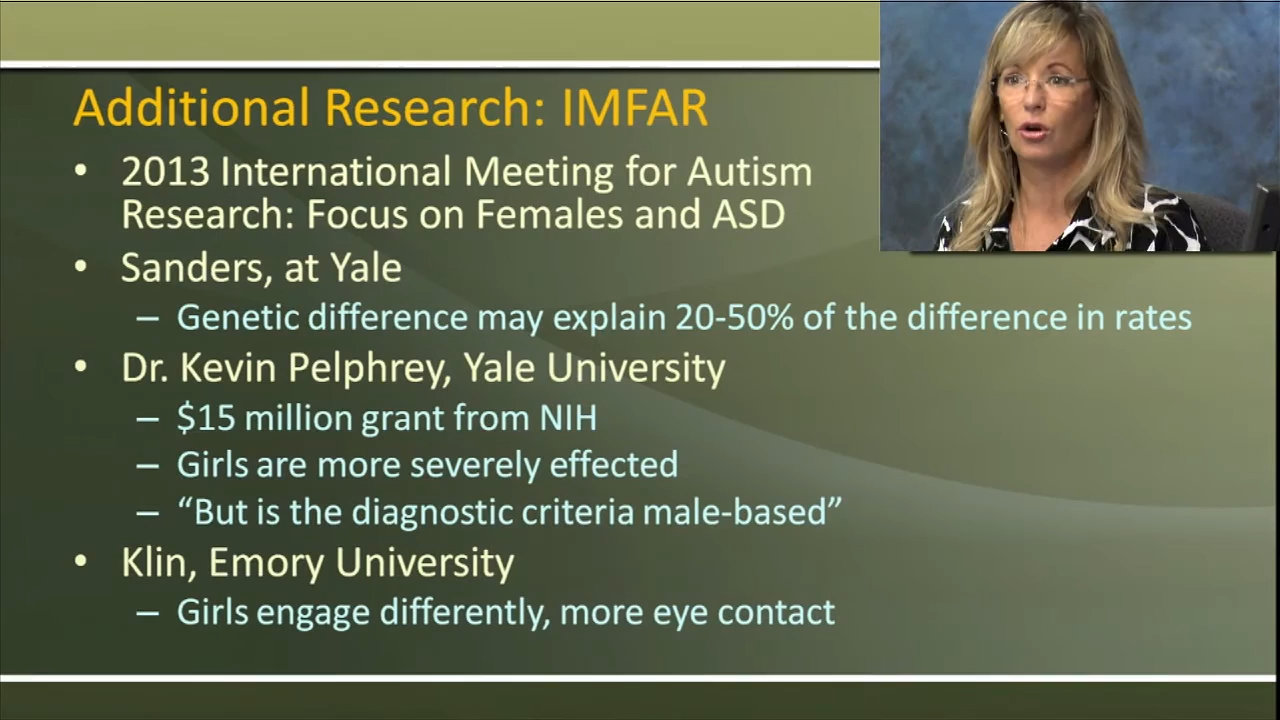 Additional Research: IMFAR
• 2013 International Meeting for Autism
Research: Focus on Females and ASD
• Sanders, at Yale
– Genetic difference may explain 20-50% of the difference in rates
• Dr. Kevin Pelphrey, Yale University
– $15 million grant from NIH
– Girls are more severely effected
– “But is the diagnostic criteria male-based”
• Klin, Emory University
– Girls engage differently, more eye contact